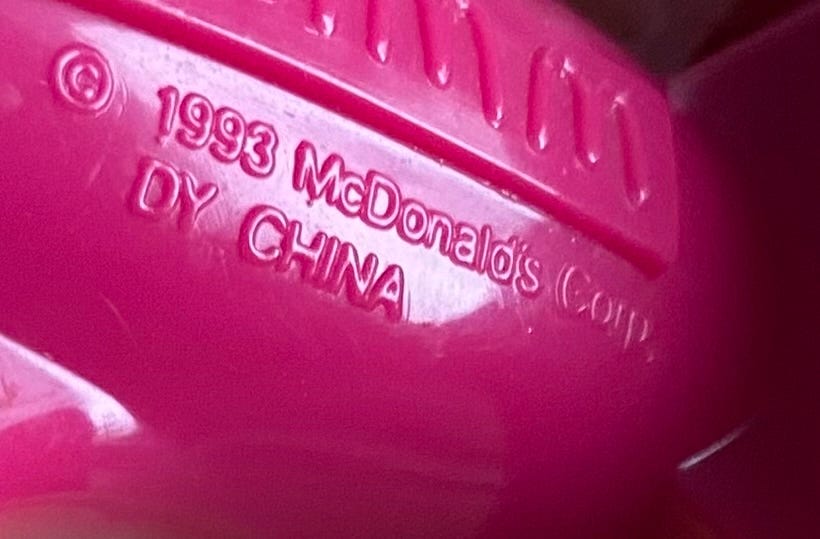 © 1993 McDonald's Corp.
DY CHINA